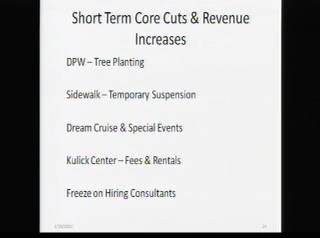 Short Term Core Cuts & Revenue
Increases
DPW – Tree Planting
Sidewalk – Temporary Suspension
Dream Cruise & Special Events
Kulick Center – Fees & Rentals
Freeze on Hiring Consultants